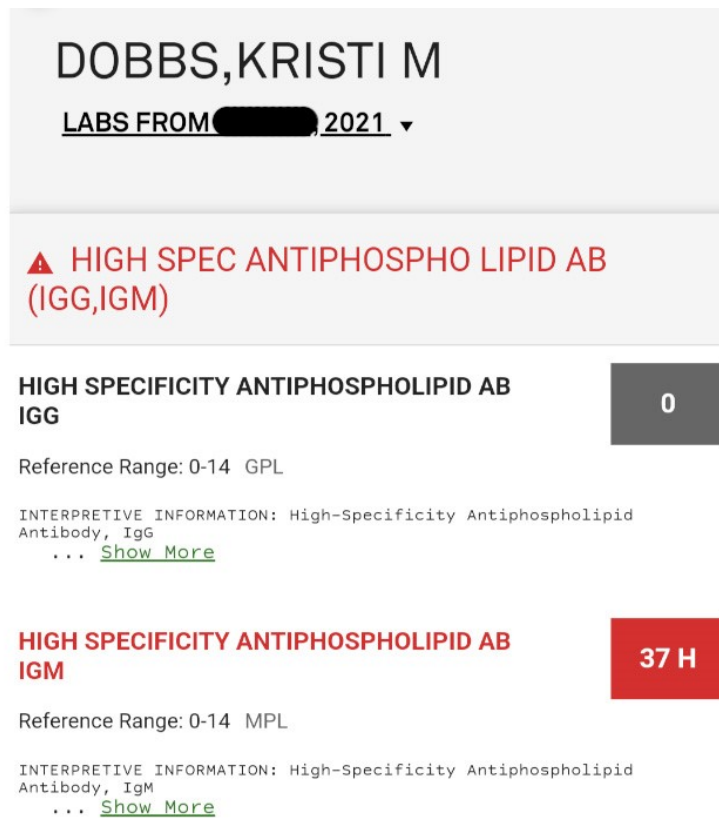 DOBBS,KRISTI M
LABS FROM , 2021
HIGH SPEC ANTIPHOSPHO LIPID AB
(IGG,IGM)
HIGH SPECIFICITY ANTIPHOSPHOLIPID AB
IGG
0
Reference Range: 0-14 GPL
INTERPRETIVE INFORMATION: High-Specificity Antiphospholipid
Antibody, IgG
... Show More
HIGH SPECIFICITY ANTIPHOSPHOLIPID AB
IGM
37 H
Reference Range: 0-14 MPL
INTERPRETIVE INFORMATION: High-Specificity Antiphospholipid
Antibody, IgM
... Show More